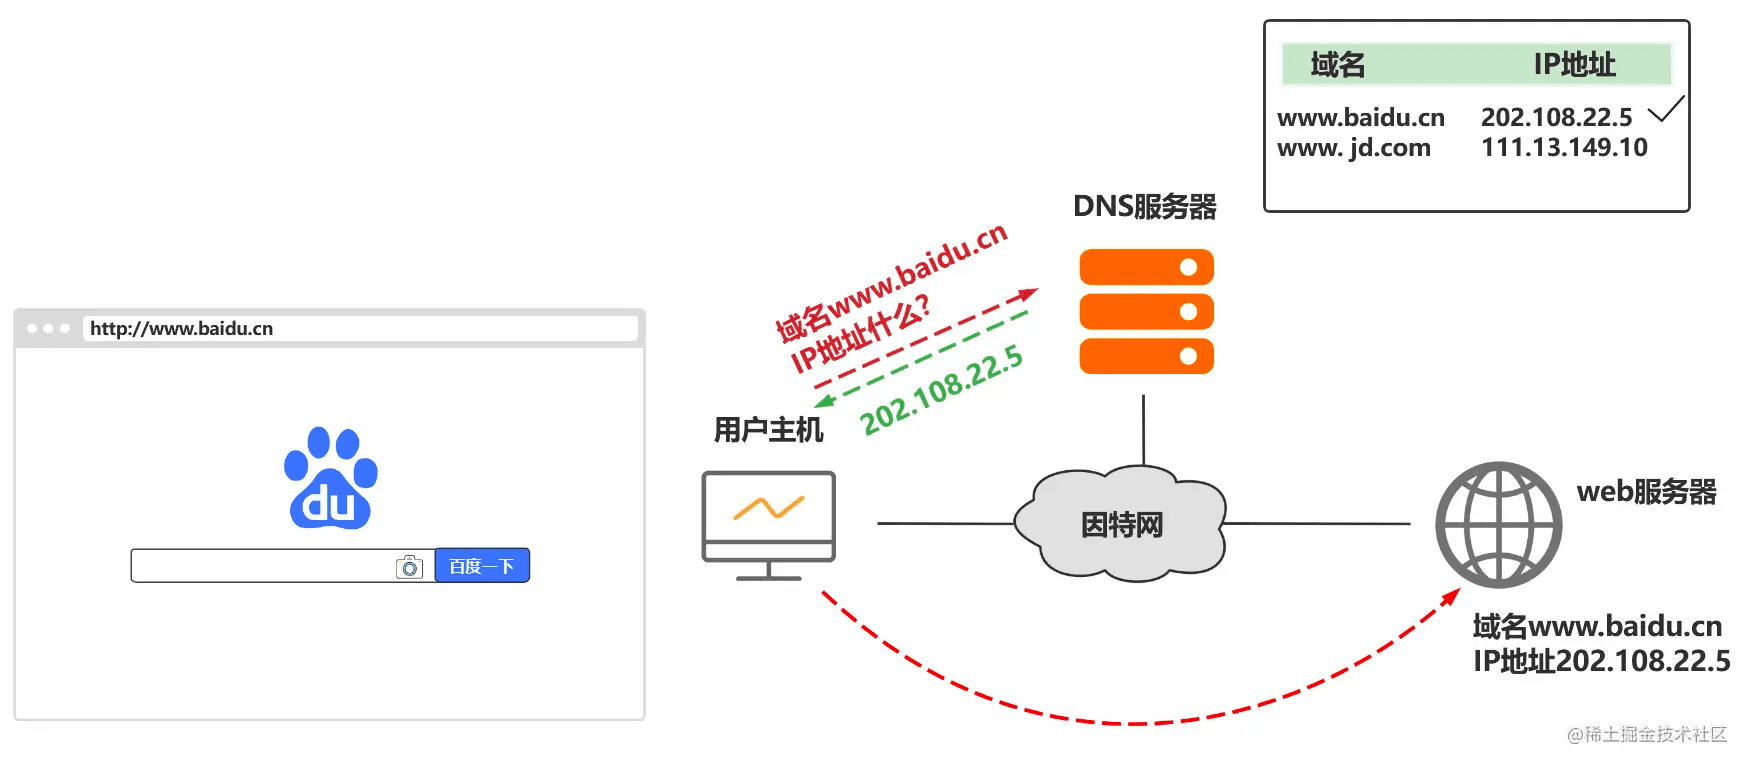 域名 IP地址
www.baidu.cn 202.108.22.5
www. jd.com 111.13.149.10
DNS服务器
域名www.baidu.cn
IP地址什么?
202.108.22.5
http://www.baidu.cn
du
百度一下
用户主机
因特网
web服务器
域名www.baidu.cn
IP地址202.108.22.5
@稀土掘金技术社区